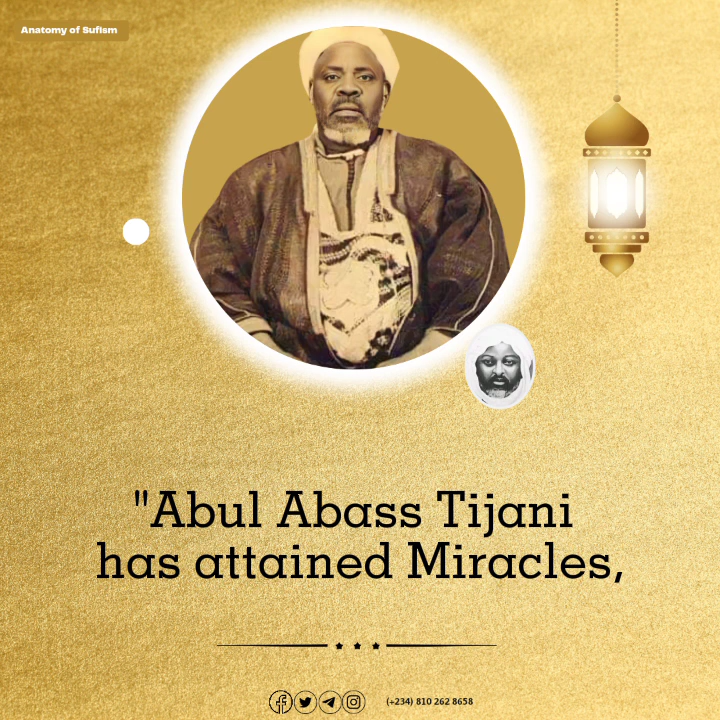 Anatomy of Sufism
"Abul Abass Tijani
has attained Miracles,
(+234) 810 262 8658